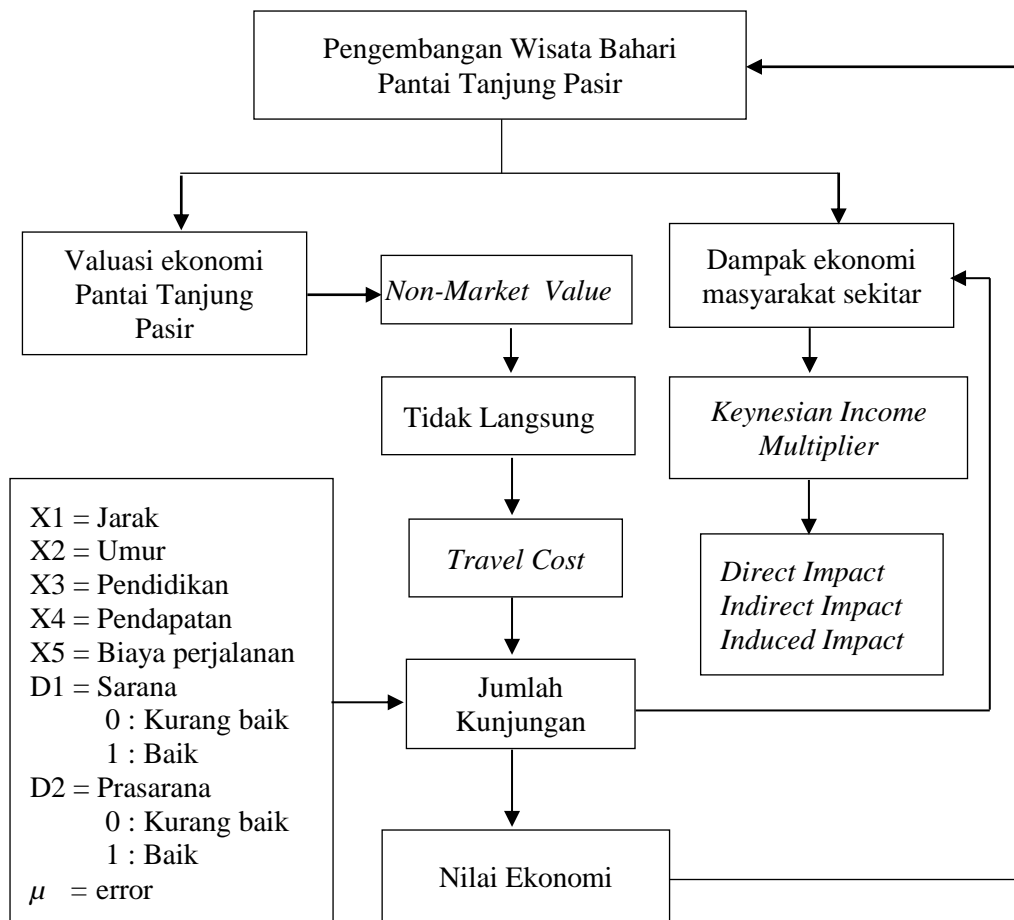 Pengembangan Wisata Bahari
Pantai Tanjung Pasir
Valuasi ekonomi
Pantai Tanjung
Pasir
Non-Market Value
Dampak ekonomi
masyarakat sekitar
Tidak Langsung
Keynesian Income
Multiplier
Travel Cost
Direct Impact
Indirect Impact
Induced Impact
X1 = Jarak
X2 = Umur
X3 = Pendidikan
X4 = Pendapatan
X5 = Biaya perjalanan
D1 = Sarana
0 : Kurang baik
1 : Baik
D2 = Prasarana
0 : Kurang baik
1 : Baik
μ = error
Jumlah
Kunjungan
Nilai Ekonomi